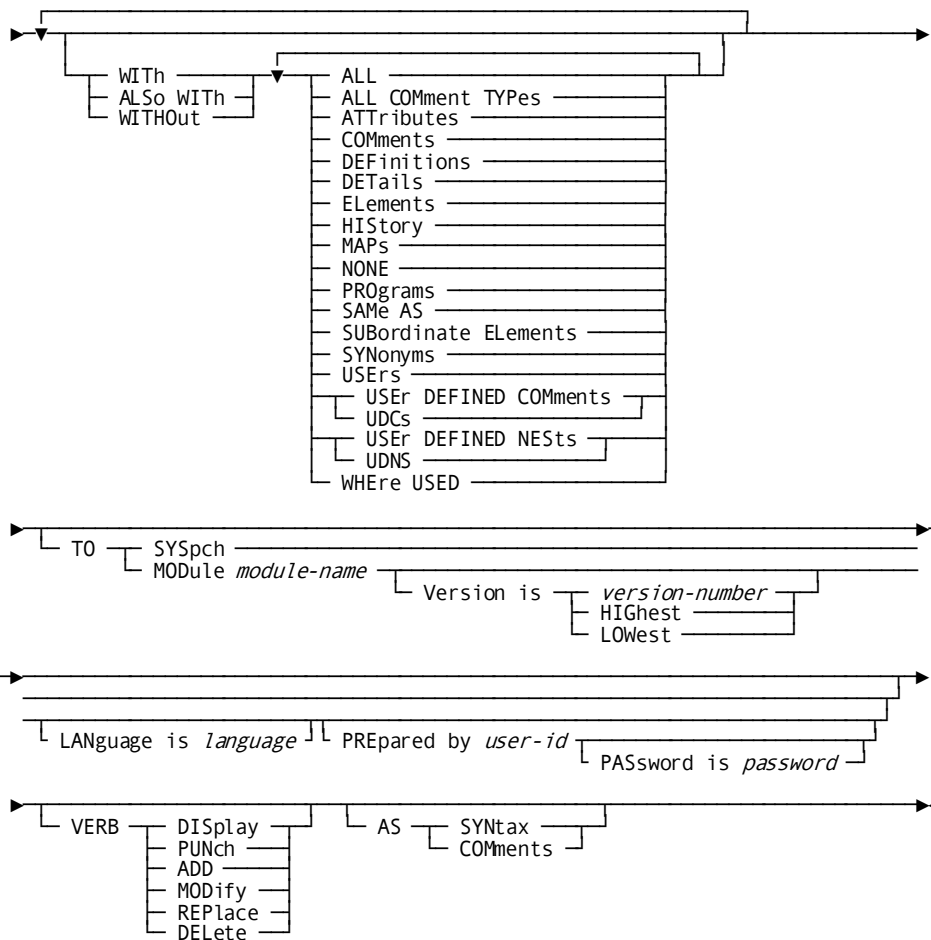 WITh
ALSo WITh
WITHOut
ALL
ALL COMment TYPes
ATTributes
COMments
DEFinitions
DETails
ELements
HIStory
MAPs
NONE
PROgrams
SAMe AS
SUBordinate ELements
SYNonyms
USErs
USEr DEFINED COMments
UDCs
USEr DEFINED NESts
UDNS
WHEre USED
TO SYSpch
MODule module-name
Version is version-number
HIGhest
LOWest
LANguage is language PREpared by user-id
PASsword is password
VERB DISplay AS SYNtax
PUNch COMments
ADD
MODify
REPlace
DELete